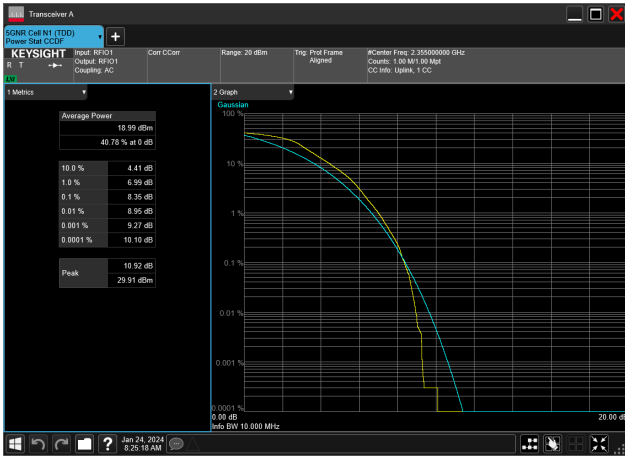 Transceiver A
5GNR Cell N1 (TDD)
Power Stat CCDF
KEYSIGHT
R T
LNI
Input: RFIO1
Output: RFIO1
Coupling: AC
Corr CCorr
Range: 20 dBm
Trig: Prot Frame
Aligned
#Center Freq: 2.355000000 GHz
Counts: 1.00 M/1.00 Mpt
CC Info: Uplink, 1 CC
1 Metrics
Average Power
18.99 dBm
40.78 % at 0 dB
10.0 % 4.41 dB
1.0 % 6.99 dB
0.1 % 8.35 dB
0.01 % 8.95 dB
0.001 % 9.27 dB
0.0001 % 10.10 dB
Peak 10.92 dB
29.91 dBm
2 Graph
Gaussian
100 %
10 %
1 %
0.1 %
0.01 %
0.001 %
0.0001 %
0.00 dB 20.00 dB
Info BW 10.000 MHz
Jan 24, 2024
8:25:18 AM